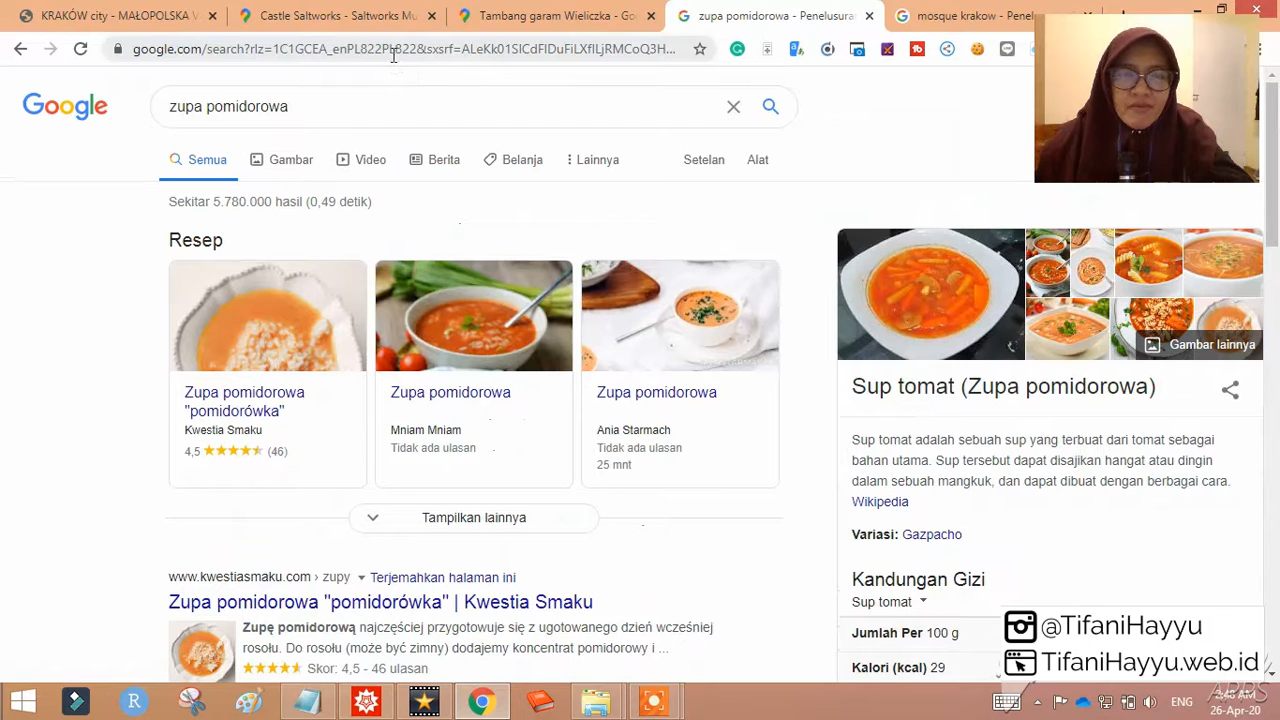 KRAKÓW city - MAŁOPOLSKA
Castle Saltworks - Saltworks Mu
Tambang garam Wieliczka - Go
zupa pomidorowa - Penelusura
mosque krakow - Penelu
google.com/search?rlz=1C1GCEA_enPL822PL822&sxsrf=ALeKk01SlCdFlDuFiLXflLjRMCoQ3H...
Google
zupa pomidorowa
Semua Gambar Video Berita Belanja Lainnya Setelan Alat
Sekitar 5.780.000 hasil (0,49 detik)
Resep
Zupa pomidorowa
"pomidorówka"
Kwestia Smaku
4,5 (46)
Zupa pomidorowa
Mniam Mniam
Tidak ada ulasan
Zupa pomidorowa
Ania Starmach
Tidak ada ulasan
25 mnt
Tampilkan lainnya
www.kwestiasmaku.com › zupy Terjemahkan halaman ini
Zupa pomidorowa "pomidorówka" | Kwestia Smaku
Zupę pomidorową najczęściej przygotowuje się z ugotowanego dzień wcześniej
rosołu. Do rosołu (mięso zwykle zjadamy) dodajemy koncentrat pomidorowy i ...
Skor: 4,5 - 46 ulasan
Gambar lainnya
Sup tomat (Zupa pomidorowa)
Sup tomat adalah sebuah sup yang terbuat dari tomat sebagai
bahan utama. Sup tersebut dapat disajikan hangat atau dingin
dalam sebuah mangkuk, dan dapat dibuat dengan berbagai cara.
Wikipedia
Variasi: Gazpacho
Kandungan Gizi
Sup tomat
Jumlah Per 100 g
Kalori (kcal) 29
@TifaniHayyu
TifaniHayyu.web.id
ENG
26-Apr-20
APPS